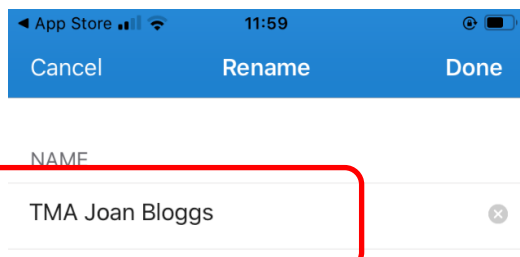 ◀ App Store 11:59
Cancel Rename Done
NAME
TMA Joan Bloggs